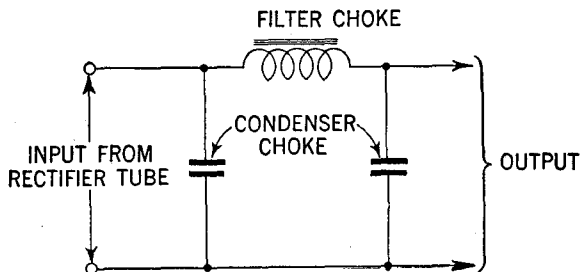 FILTER CHOKE
CONDENSER
CHOKE
INPUT FROM
RECTIFIER TUBE
OUTPUT